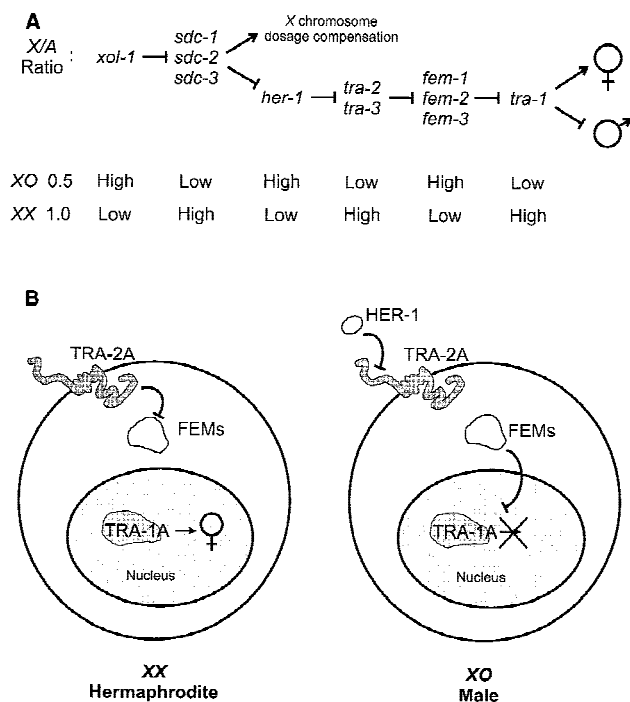 A
X/A
Ratio :
xol-1
sdc-1
sdc-2
sdc-3
X chromosome
dosage compensation
her-1
tra-2
tra-3
fem-1
fem-2
fem-3
tra-1
♀
♂
XO 0.5 High Low High Low High Low
XX 1.0 Low High Low High Low High
B
TRA-2A
FEMs
TRA-1A
♀
Nucleus
XX
Hermaphrodite
HER-1
TRA-2A
FEMs
TRA-1A
Nucleus
XO
Male